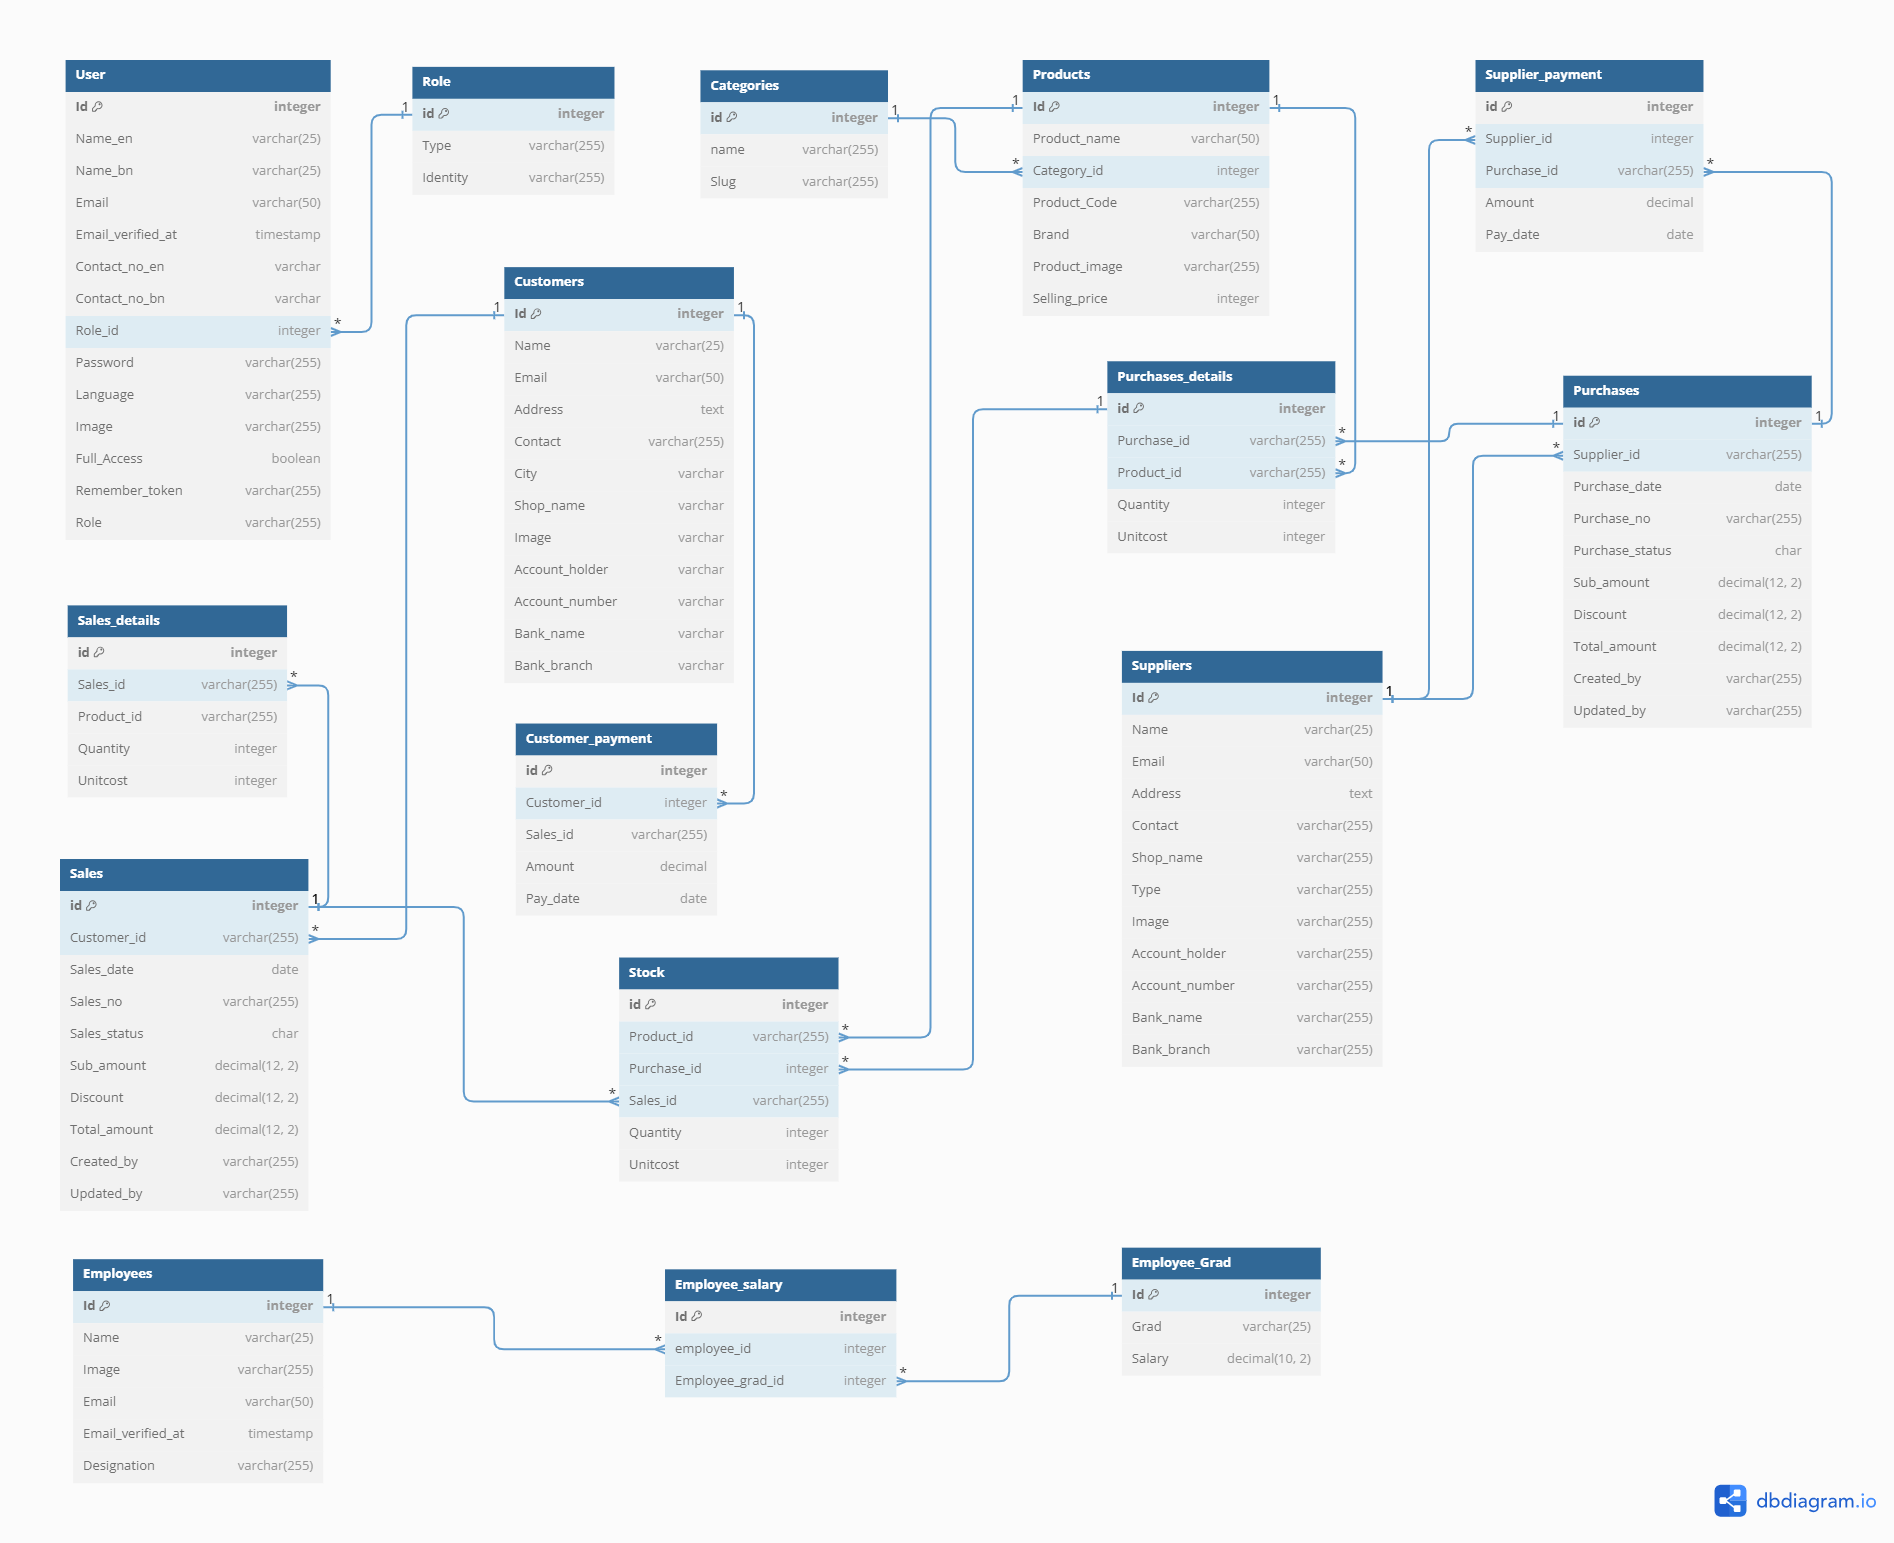 User
Id integer
Name_en varchar(25)
Name_bn varchar(25)
Email varchar(50)
Email_verified_at timestamp
Contact_no_en varchar
Contact_no_bn varchar
Role_id integer *
Password varchar(255)
Language varchar(255)
Image varchar(255)
Full_Access boolean
Remember_token varchar(255)
Role varchar(255)
Role
1 id integer
Type varchar(255)
Identity varchar(255)
Categories
id integer 1
name varchar(255)
Slug varchar(255)
Products
1 Id integer 1
Product_name varchar(50)
* Category_id integer
Product_Code varchar(255)
Brand varchar(50)
Product_image varchar(255)
Selling_price integer
Supplier_payment
id integer
* Supplier_id integer
Purchase_id varchar(255) *
Amount decimal
Pay_date date
Customers
1 Id integer 1
Name varchar(25)
Email varchar(50)
Address text
Contact varchar(255)
City varchar
Shop_name varchar
Image varchar
Account_holder varchar
Account_number varchar
Bank_name varchar
Bank_branch varchar
Purchases_details
1 id integer
Purchase_id varchar(255) *
Product_id varchar(255) *
Quantity integer
Unitcost integer
Purchases
1 id integer 1
* Supplier_id varchar(255)
Purchase_date date
Purchase_no varchar(255)
Purchase_status char
Sub_amount decimal(12, 2)
Discount decimal(12, 2)
Total_amount decimal(12, 2)
Created_by varchar(255)
Updated_by varchar(255)
Sales_details
id integer
Sales_id varchar(255) *
Product_id varchar(255)
Quantity integer
Unitcost integer
Customer_payment
id integer
Customer_id integer *
Sales_id varchar(255)
Amount decimal
Pay_date date
Suppliers
Id integer 1
Name varchar(25)
Email varchar(50)
Address text
Contact varchar(255)
Shop_name varchar(255)
Type varchar(255)
Image varchar(255)
Account_holder varchar(255)
Account_number varchar(255)
Bank_name varchar(255)
Bank_branch varchar(255)
Sales
id integer 1
Customer_id varchar(255) *
Sales_date date
Sales_no varchar(255)
Sales_status char
Sub_amount decimal(12, 2)
Discount decimal(12, 2)
Total_amount decimal(12, 2)
Created_by varchar(255)
Updated_by varchar(255)
Stock
id integer
Product_id varchar(255) *
Purchase_id integer *
* Sales_id varchar(255)
Quantity integer
Unitcost integer
Employees
Id integer 1
Name varchar(25)
Image varchar(255)
Email varchar(50)
Email_verified_at timestamp
Designation varchar(255)
Employee_salary
Id integer
* employee_id integer
Employee_grad_id integer *
Employee_Grad
1 Id integer
Grad varchar(25)
Salary decimal(10, 2)
dbdiagram.io